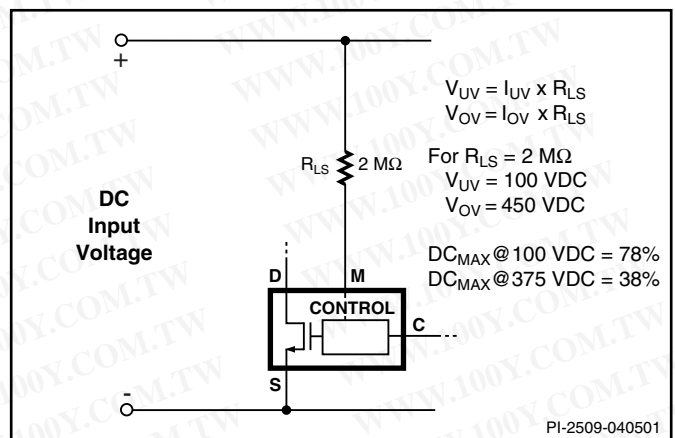 +
V_UV = I_UV x R_LS
V_OV = I_OV x R_LS
R_LS 2 MΩ
For R_LS = 2 MΩ
V_UV = 100 VDC
V_OV = 450 VDC
DC
Input
Voltage
DC_MAX@100 VDC = 78%
DC_MAX@375 VDC = 38%
D M
CONTROL
C
S
-
PI-2509-040501
WWW.100Y.COM.TW